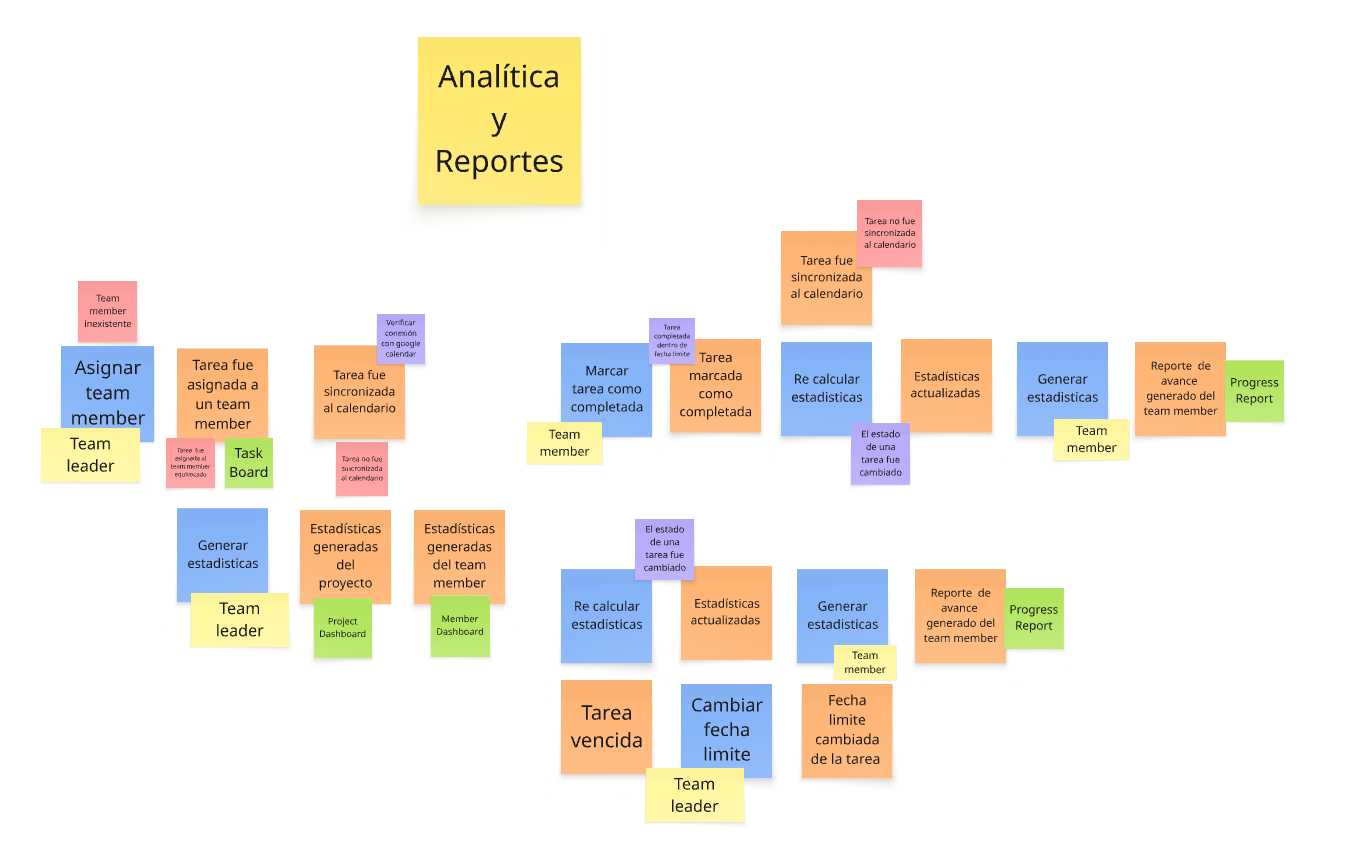 Analítica
y
Reportes
Team
member
inexistente
Asignar
team
member
Team
leader
Tarea fue
asignada a
un team
member
Tarea fue
asignada al
team member
equivocado
Task
Board
Verificar
conexión
con google
calendar
Tarea fue
sincronizada
al calendario
Tarea no fue
sincronizada
al calendario
Generar
estadisticas
Team
leader
Estadísticas
generadas
del
proyecto
Project
Dashboard
Estadísticas
generadas
del team
member
Member
Dashboard
Marcar
tarea como
completada
Team
member
Tarea
completada
dentro de
fecha limite
Tarea
marcada
como
completada
Tarea no fue
sincronizada
al calendario
Tarea fue
sincronizada
al calendario
Re calcular
estadisticas
El estado
de una
tarea fue
cambiado
Estadísticas
actualizadas
Generar
estadisticas
Team
member
Reporte de
avance
generado del
team member
Progress
Report
El estado
de una
tarea fue
cambiado
Re calcular
estadisticas
Estadísticas
actualizadas
Generar
estadisticas
Team
member
Reporte de
avance
generado del
team member
Progress
Report
Tarea
vencida
Cambiar
fecha
limite
Team
leader
Fecha
limite
cambiada
de la tarea